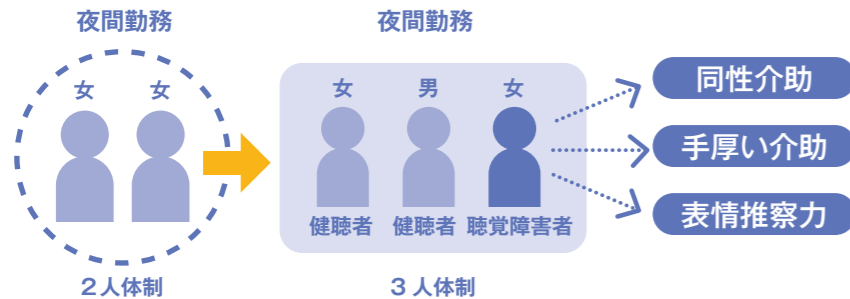 夜間勤務
女 女
2人体制
夜間勤務
女 男 女
健聴者 健聴者 聴覚障害者
3人体制
同性介助
手厚い介助
表情推察力